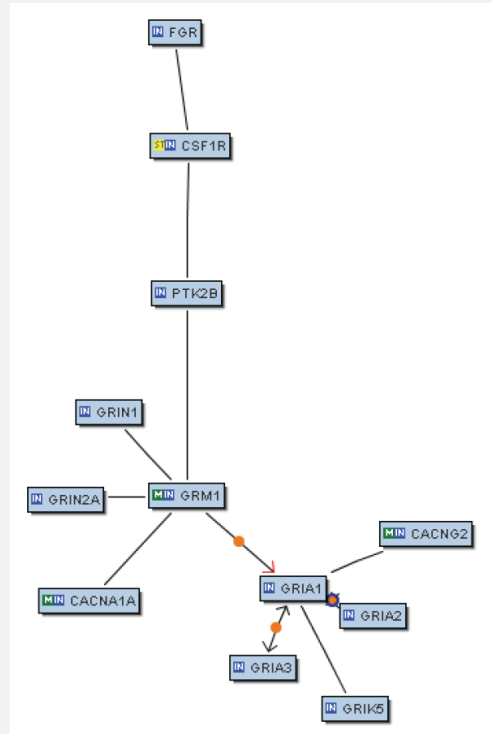 IN FGR
ST IN CSF1R
IN PTK2B
IN GRIN1
M IN GRM1
IN GRIN2A
M IN CACNG2
IN GRIA1
M IN CACNA1A
IN GRIA2
IN GRIA3
IN GRIK5